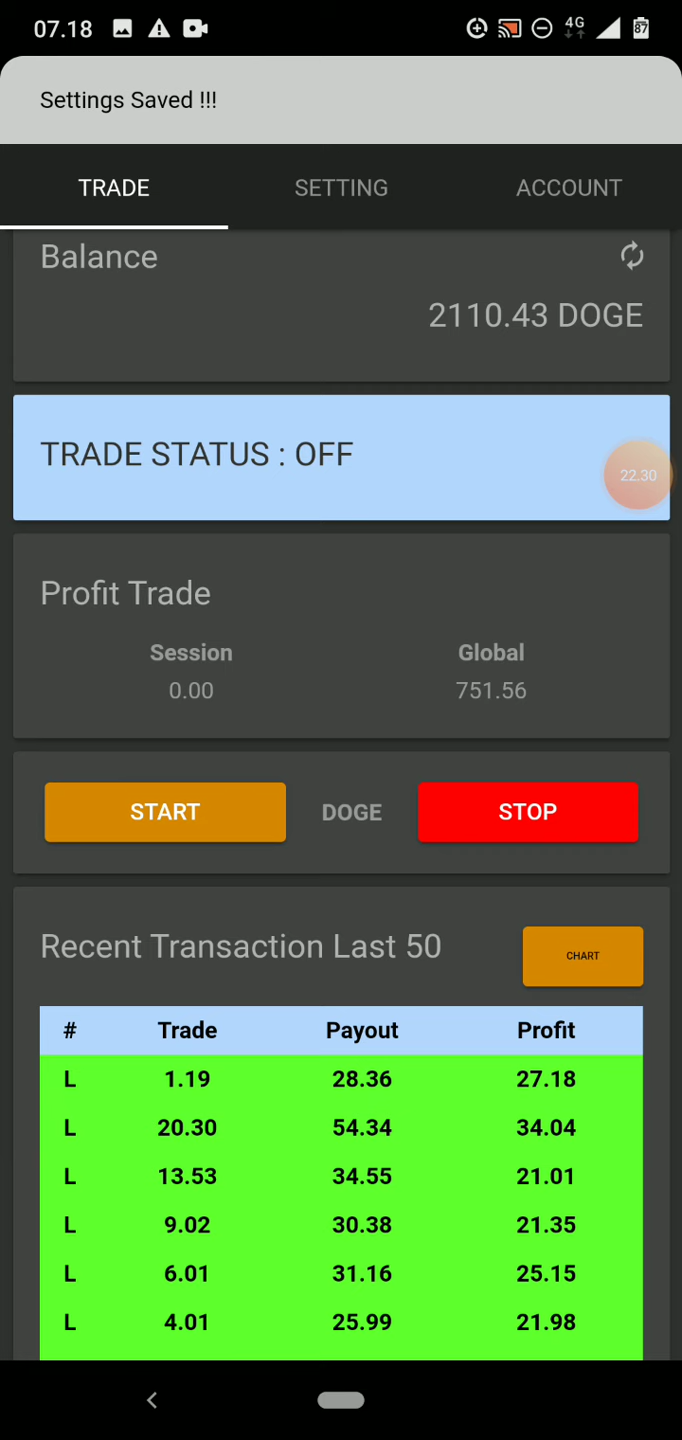 07.18 4G 87
Settings Saved !!!
TRADE SETTING ACCOUNT
Balance
2110.43 DOGE
TRADE STATUS : OFF
22.30
Profit Trade
Session Global
0.00 751.56
START DOGE STOP
Recent Transaction Last 50 CHART
# Trade Payout Profit
L 1.19 28.36 27.18
L 20.30 54.34 34.04
L 13.53 34.55 21.01
L 9.02 30.38 21.35
L 6.01 31.16 25.15
L 4.01 25.99 21.98